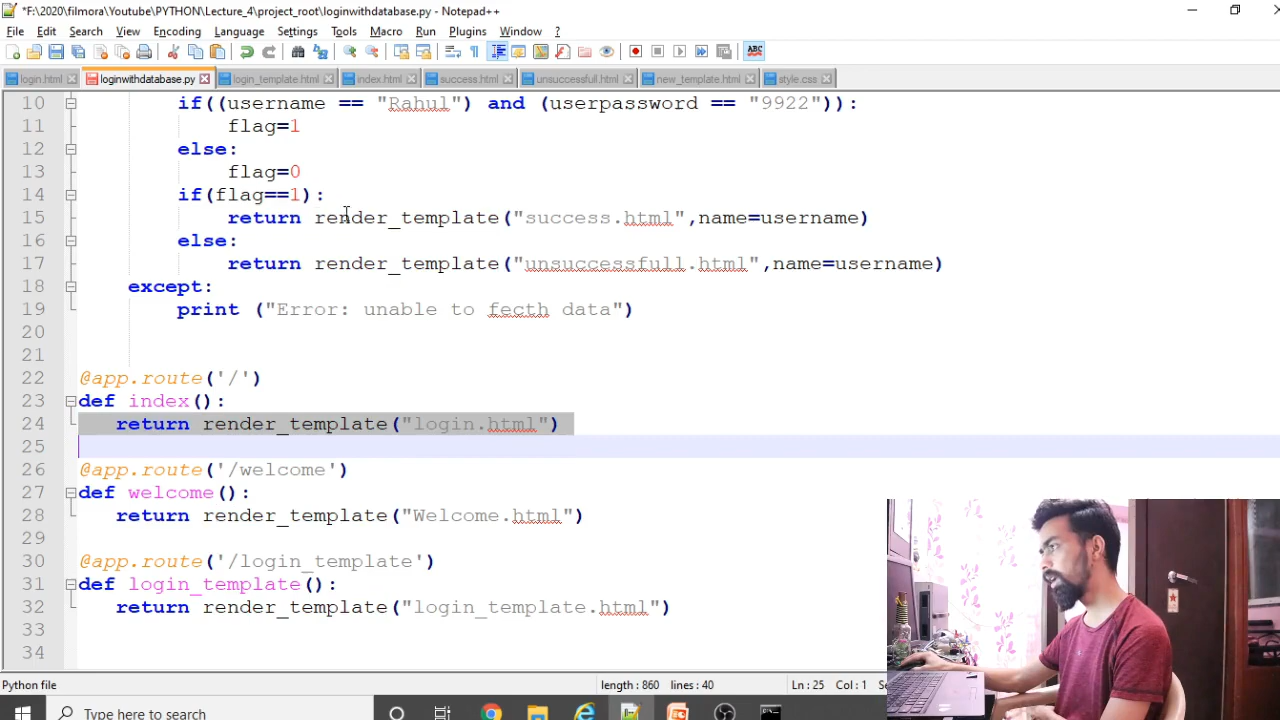 *F:\2020\filmora\Youtube\PYTHON\Lecture_4\project_root\loginwithdatabase.py - Notepad++
File Edit Search View Encoding Language Settings Tools Macro Run Plugins Window ?
login.html loginwithdatabase.py login_template.html index.html success.html unsuccessfull.html new_template.html style.css
10 if((username == "Rahul") and (userpassword == "9922")):
11 flag=1
12 else:
13 flag=0
14 if(flag==1):
15 return render_template("success.html",name=username)
16 else:
17 return render_template("unsuccessfull.html",name=username)
18 except:
19 print ("Error: unable to fecth data")
20
21
22 @app.route('/')
23 def index():
24 return render_template("login.html")
25
26 @app.route('/welcome')
27 def welcome():
28 return render_template("Welcome.html")
29
30 @app.route('/login_template')
31 def login_template():
32 return render_template("login_template.html")
33
34
Python file length : 860 lines : 40 Ln : 25 Col : 1
Type here to search